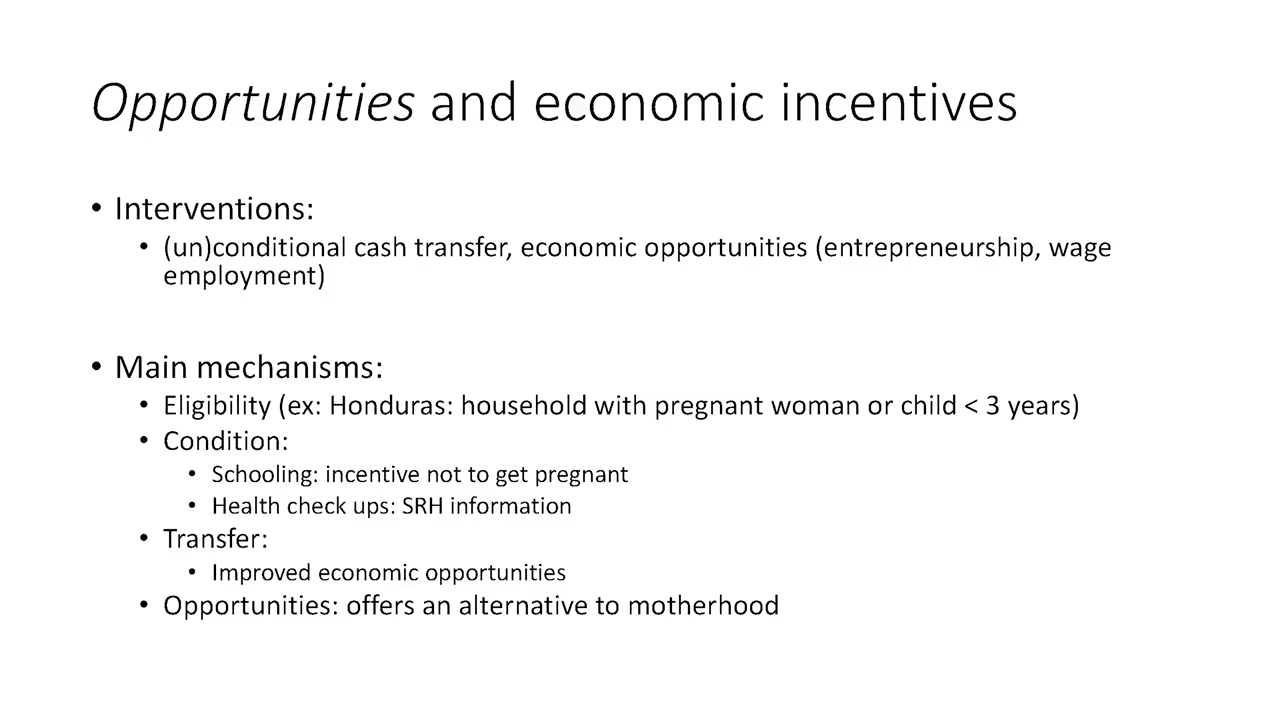 Opportunities and economic incentives
• Interventions:
• (un)conditional cash transfer, economic opportunities (entrepreneurship, wage
employment)
• Main mechanisms:
• Eligibility (ex: Honduras: household with pregnant woman or child < 3 years)
• Condition:
• Schooling: incentive not to get pregnant
• Health check ups: SRH information
• Transfer:
• Improved economic opportunities
• Opportunities: offers an alternative to motherhood